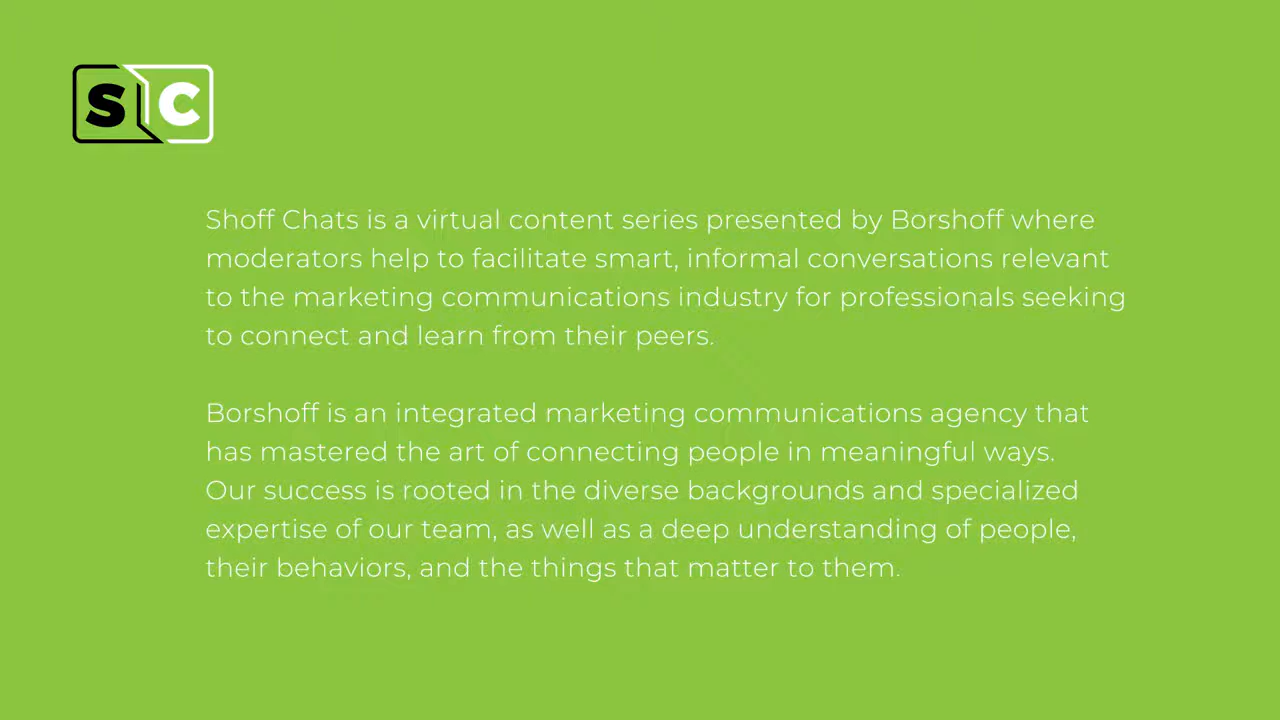 S C
Shoff Chats is a virtual content series presented by Borshoff where
moderators help to facilitate smart, informal conversations relevant
to the marketing communications industry for professionals seeking
to connect and learn from their peers.
Borshoff is an integrated marketing communications agency that
has mastered the art of connecting people in meaningful ways.
Our success is rooted in the diverse backgrounds and specialized
expertise of our team, as well as a deep understanding of people,
their behaviors, and the things that matter to them.